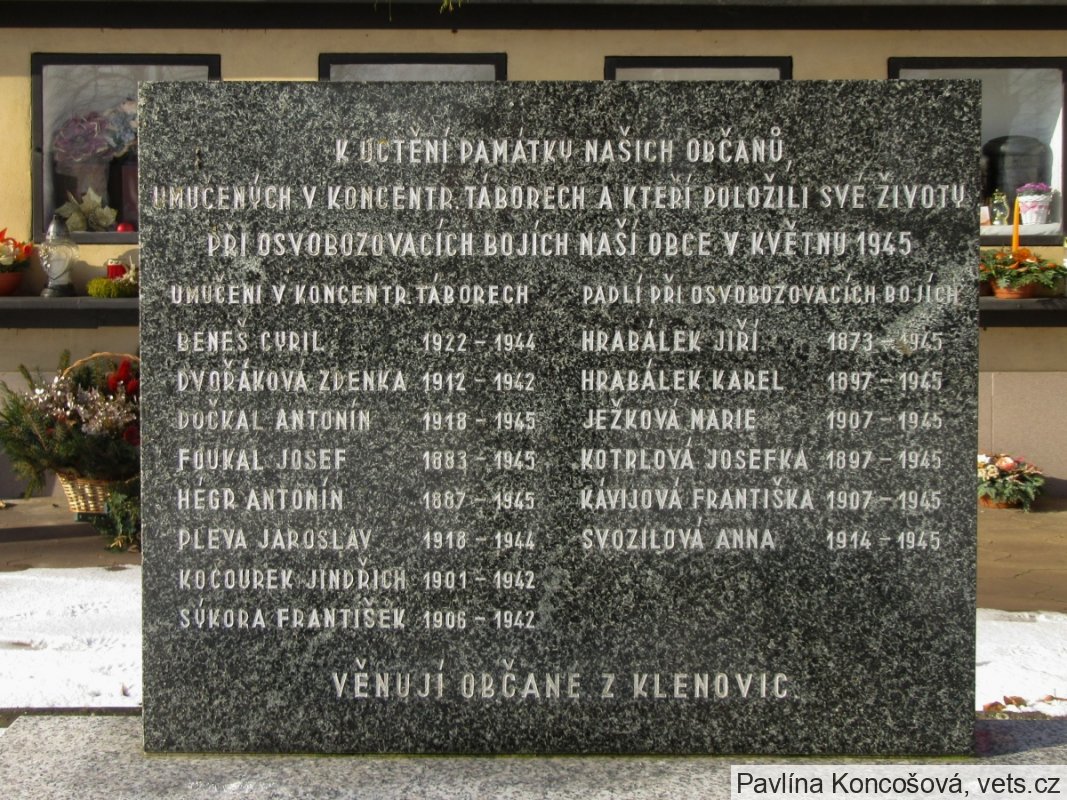 K UCTĚNÍ PAMÁTKY NAŠICH OBČANŮ,
UMUČENÝCH V KONCENTR. TÁBORECH A KTEŘÍ POLOŽILI SVÉ ŽIVOTY
PŘI OSVOBOZOVACÍCH BOJÍCH NAŠÍ OBCE V KVĚTNU 1945
UMUČENI V KONCENTR. TÁBORECH PADLÍ PŘI OSVOBOZOVACÍCH BOJÍCH
BENEŠ CYRIL 1922 - 1944 HRABÁLEK JIŘÍ 1873 - 1945
DVOŘÁKOVÁ ZDENKA 1912 - 1942 HRABÁLEK KAREL 1897 - 1945
DOČKAL ANTONÍN 1918 - 1945 JEŽKOVÁ MARIE 1907 - 1945
FOUKAL JOSEF 1883 - 1945 KOTRLOVÁ JOSEFKA 1897 - 1945
HÉGR ANTONÍN 1887 - 1945 KÁVIJOVÁ FRANTIŠKA 1907 - 1945
PLEVA JAROSLAV 1918 - 1944 SVOZILOVÁ ANNA 1914 - 1945
KOCOUREK JINDŘICH 1901 - 1942
SÝKORA FRANTIŠEK 1906 - 1942
VĚNUJÍ OBČANÉ Z KLENOVIC
Pavlína Koncošová, vets.cz